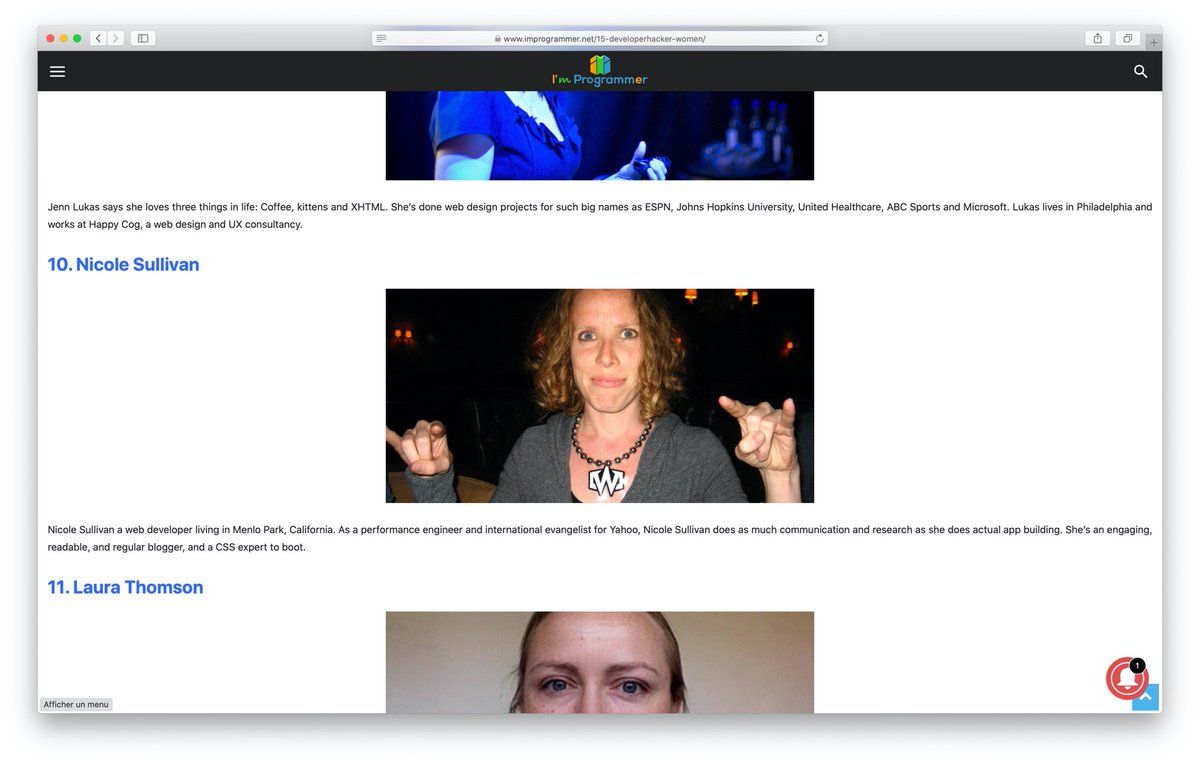 www.improgrammer.net/15-developerhacker-women/
I'm Programmer
Jenn Lukas says she loves three things in life: Coffee, kittens and XHTML. She's done web design projects for such big names as ESPN, Johns Hopkins University, United Healthcare, ABC Sports and Microsoft. Lukas lives in Philadelphia and
works at Happy Cog, a web design and UX consultancy.
10. Nicole Sullivan
W
Nicole Sullivan a web developer living in Menlo Park, California. As a performance engineer and international evangelist for Yahoo, Nicole Sullivan does as much communication and research as she does actual app building. She's an engaging,
readable, and regular blogger, and a CSS expert to boot.
11. Laura Thomson
1
Afficher un menu